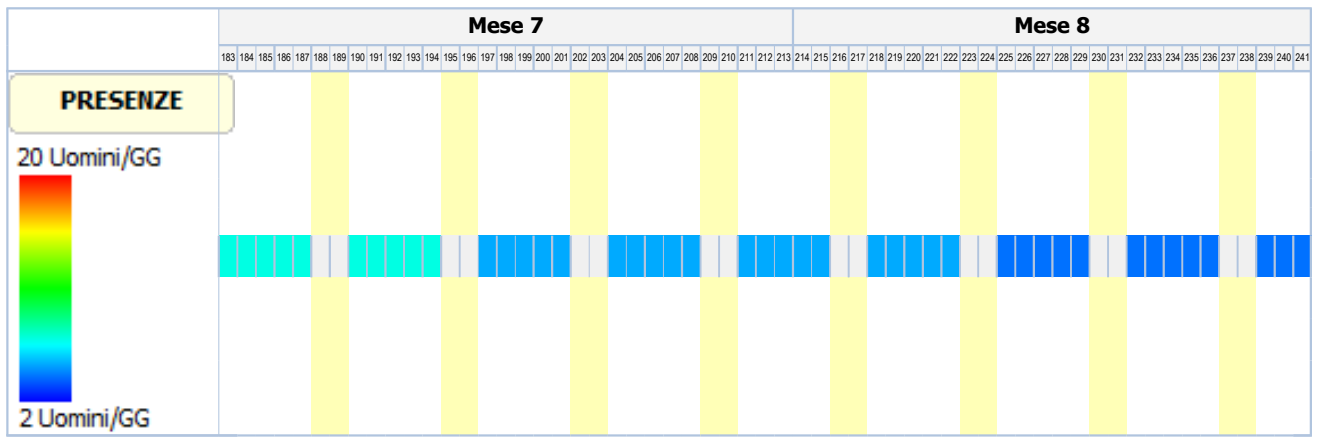 Mese 7 Mese 8
183 184 185 186 187 188 189 190 191 192 193 194 195 196 197 198 199 200 201 202 203 204 205 206 207 208 209 210 211 212 213 214 215 216 217 218 219 220 221 222 223 224 225 226 227 228 229 230 231 232 233 234 235 236 237 238 239 240 241
PRESENZE
20 Uomini/GG
2 Uomini/GG